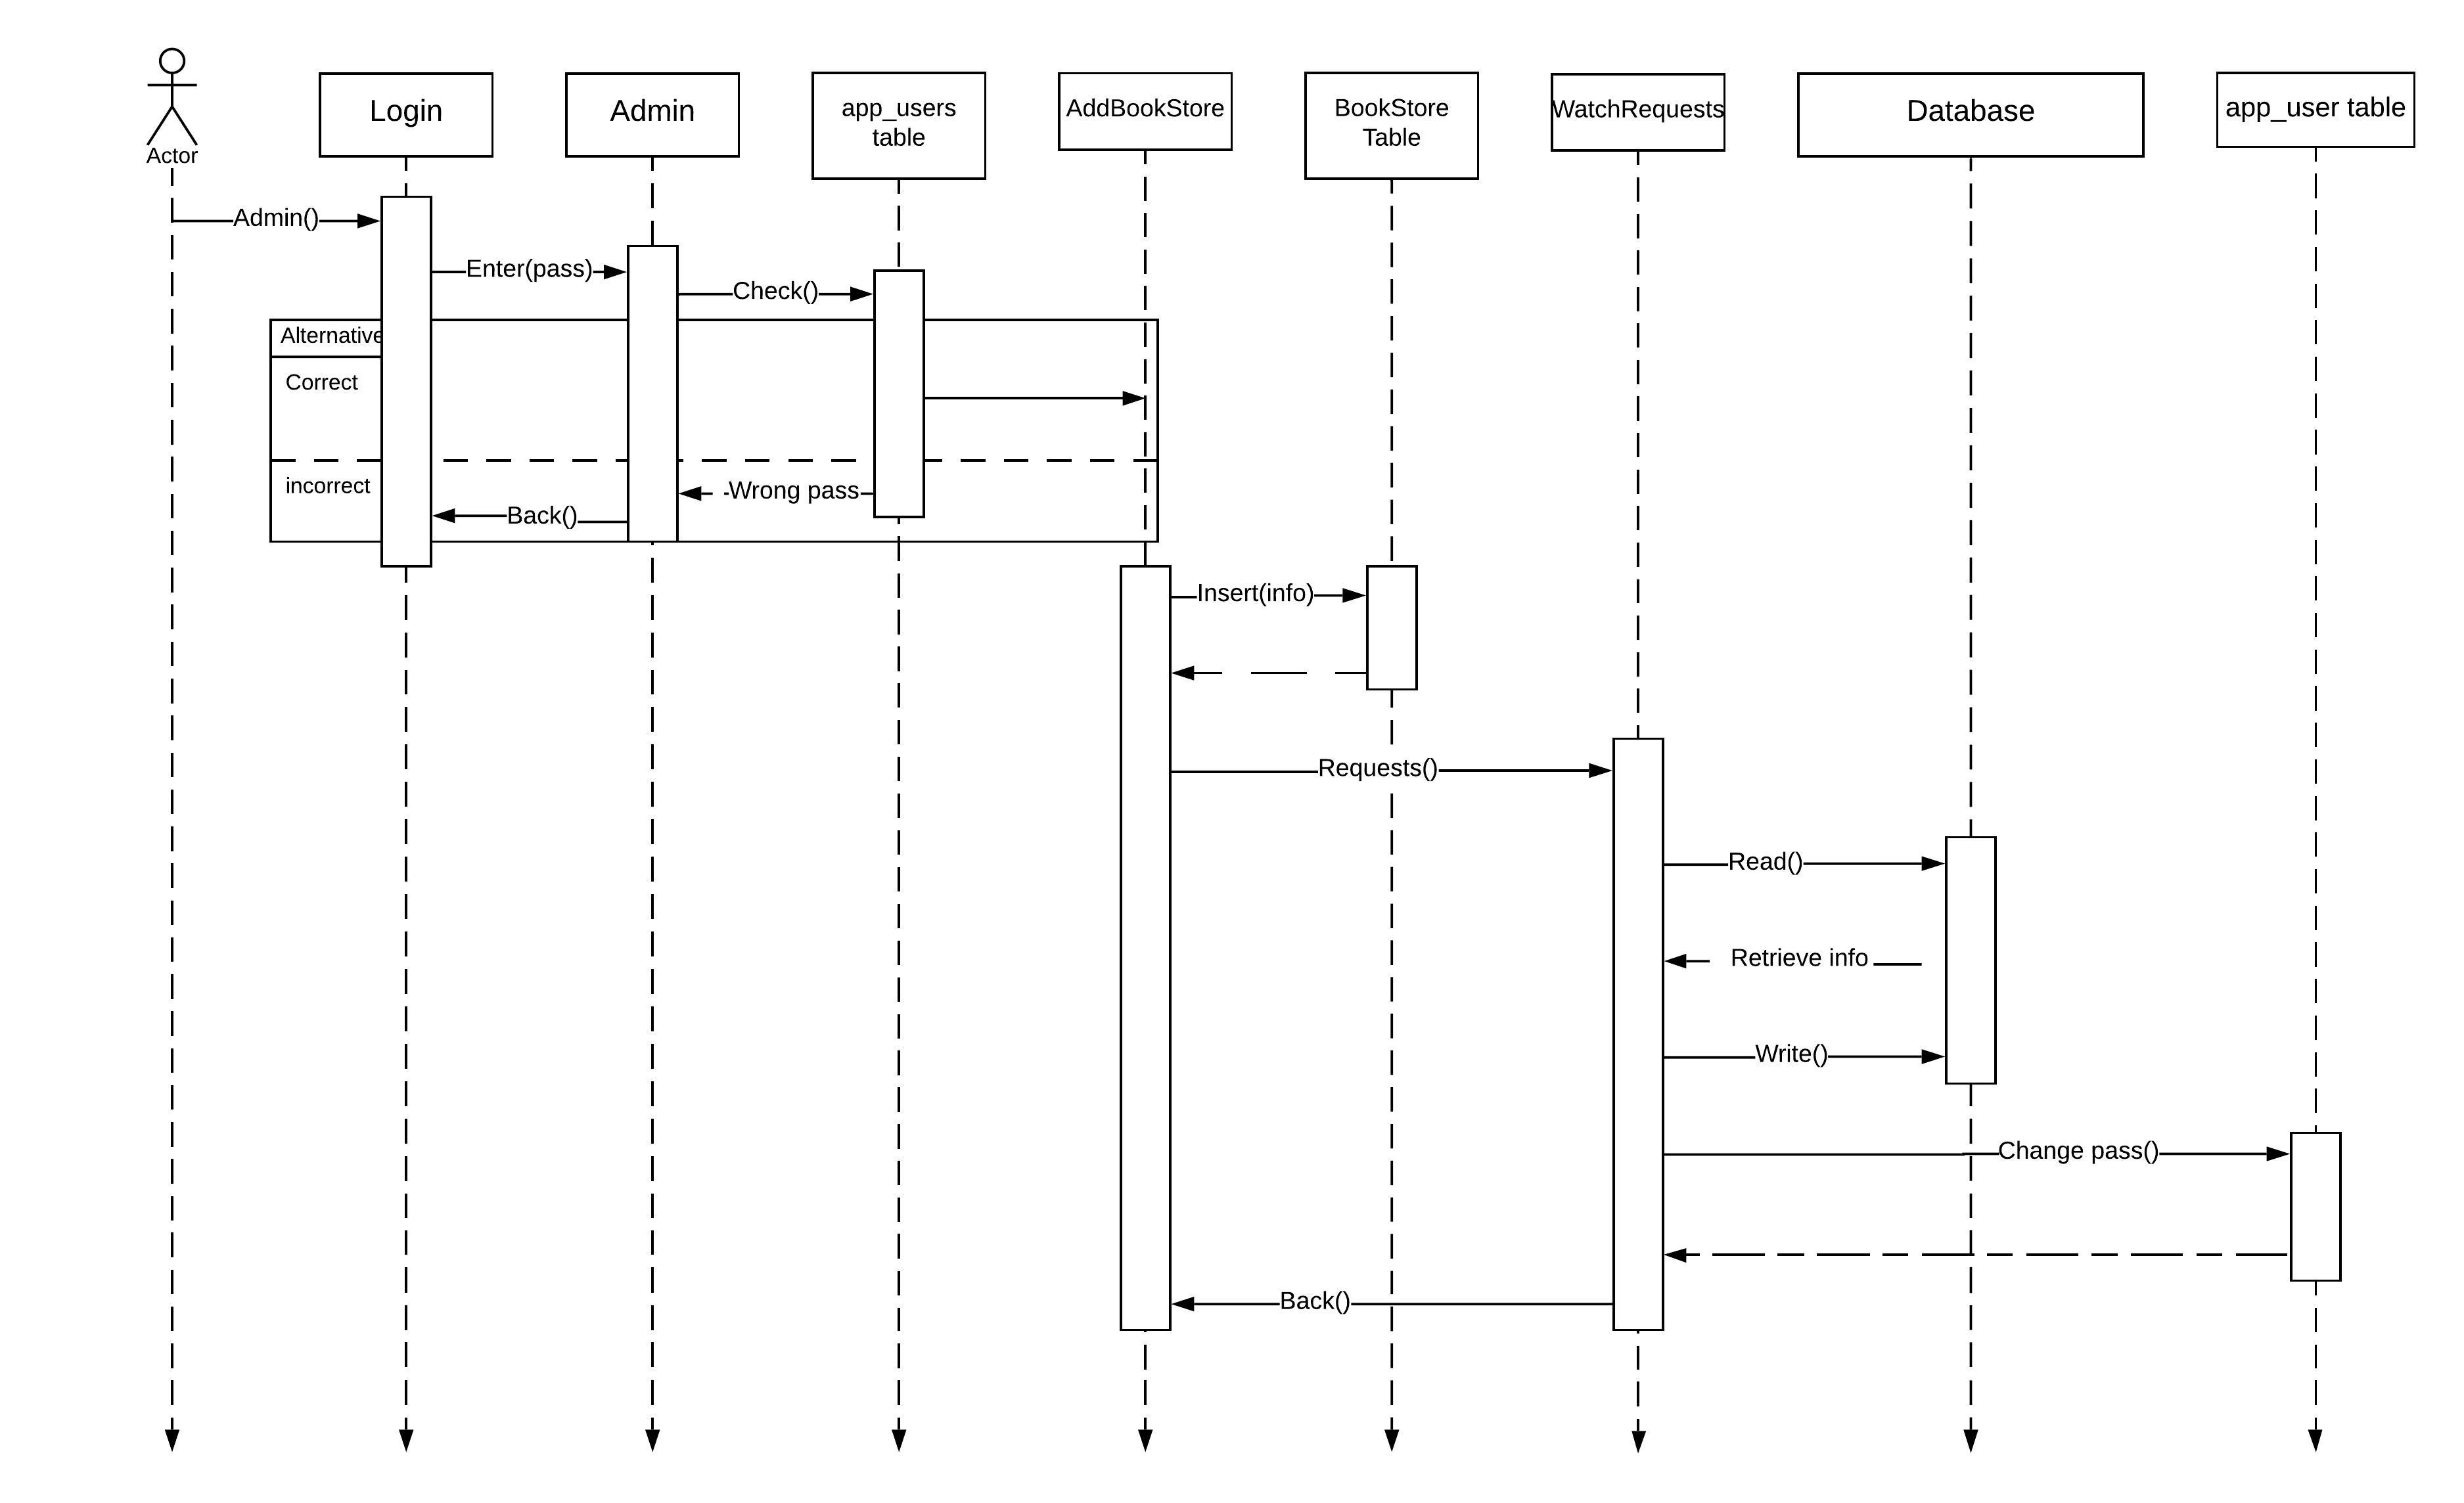 Actor
Login
Admin
app_users
table
AddBookStore
BookStore
Table
WatchRequests
Database
app_user table
Admin()
Enter(pass)
Check()
Alternative
Correct
incorrect
Wrong pass
Back()
Insert(info)
Requests()
Read()
Retrieve info
Write()
Change pass()
Back()